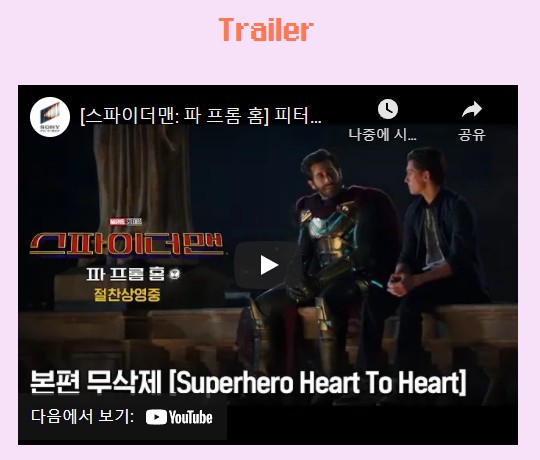 Trailer
SONY
[스파이더맨: 파 프롬 홈] 피터...
나중에 시...
공유
MARVEL STUDIOS
스파이더맨
파 프롬 홈
절찬상영중
본편 무삭제 [Superhero Heart To Heart]
다음에서 보기: YouTube